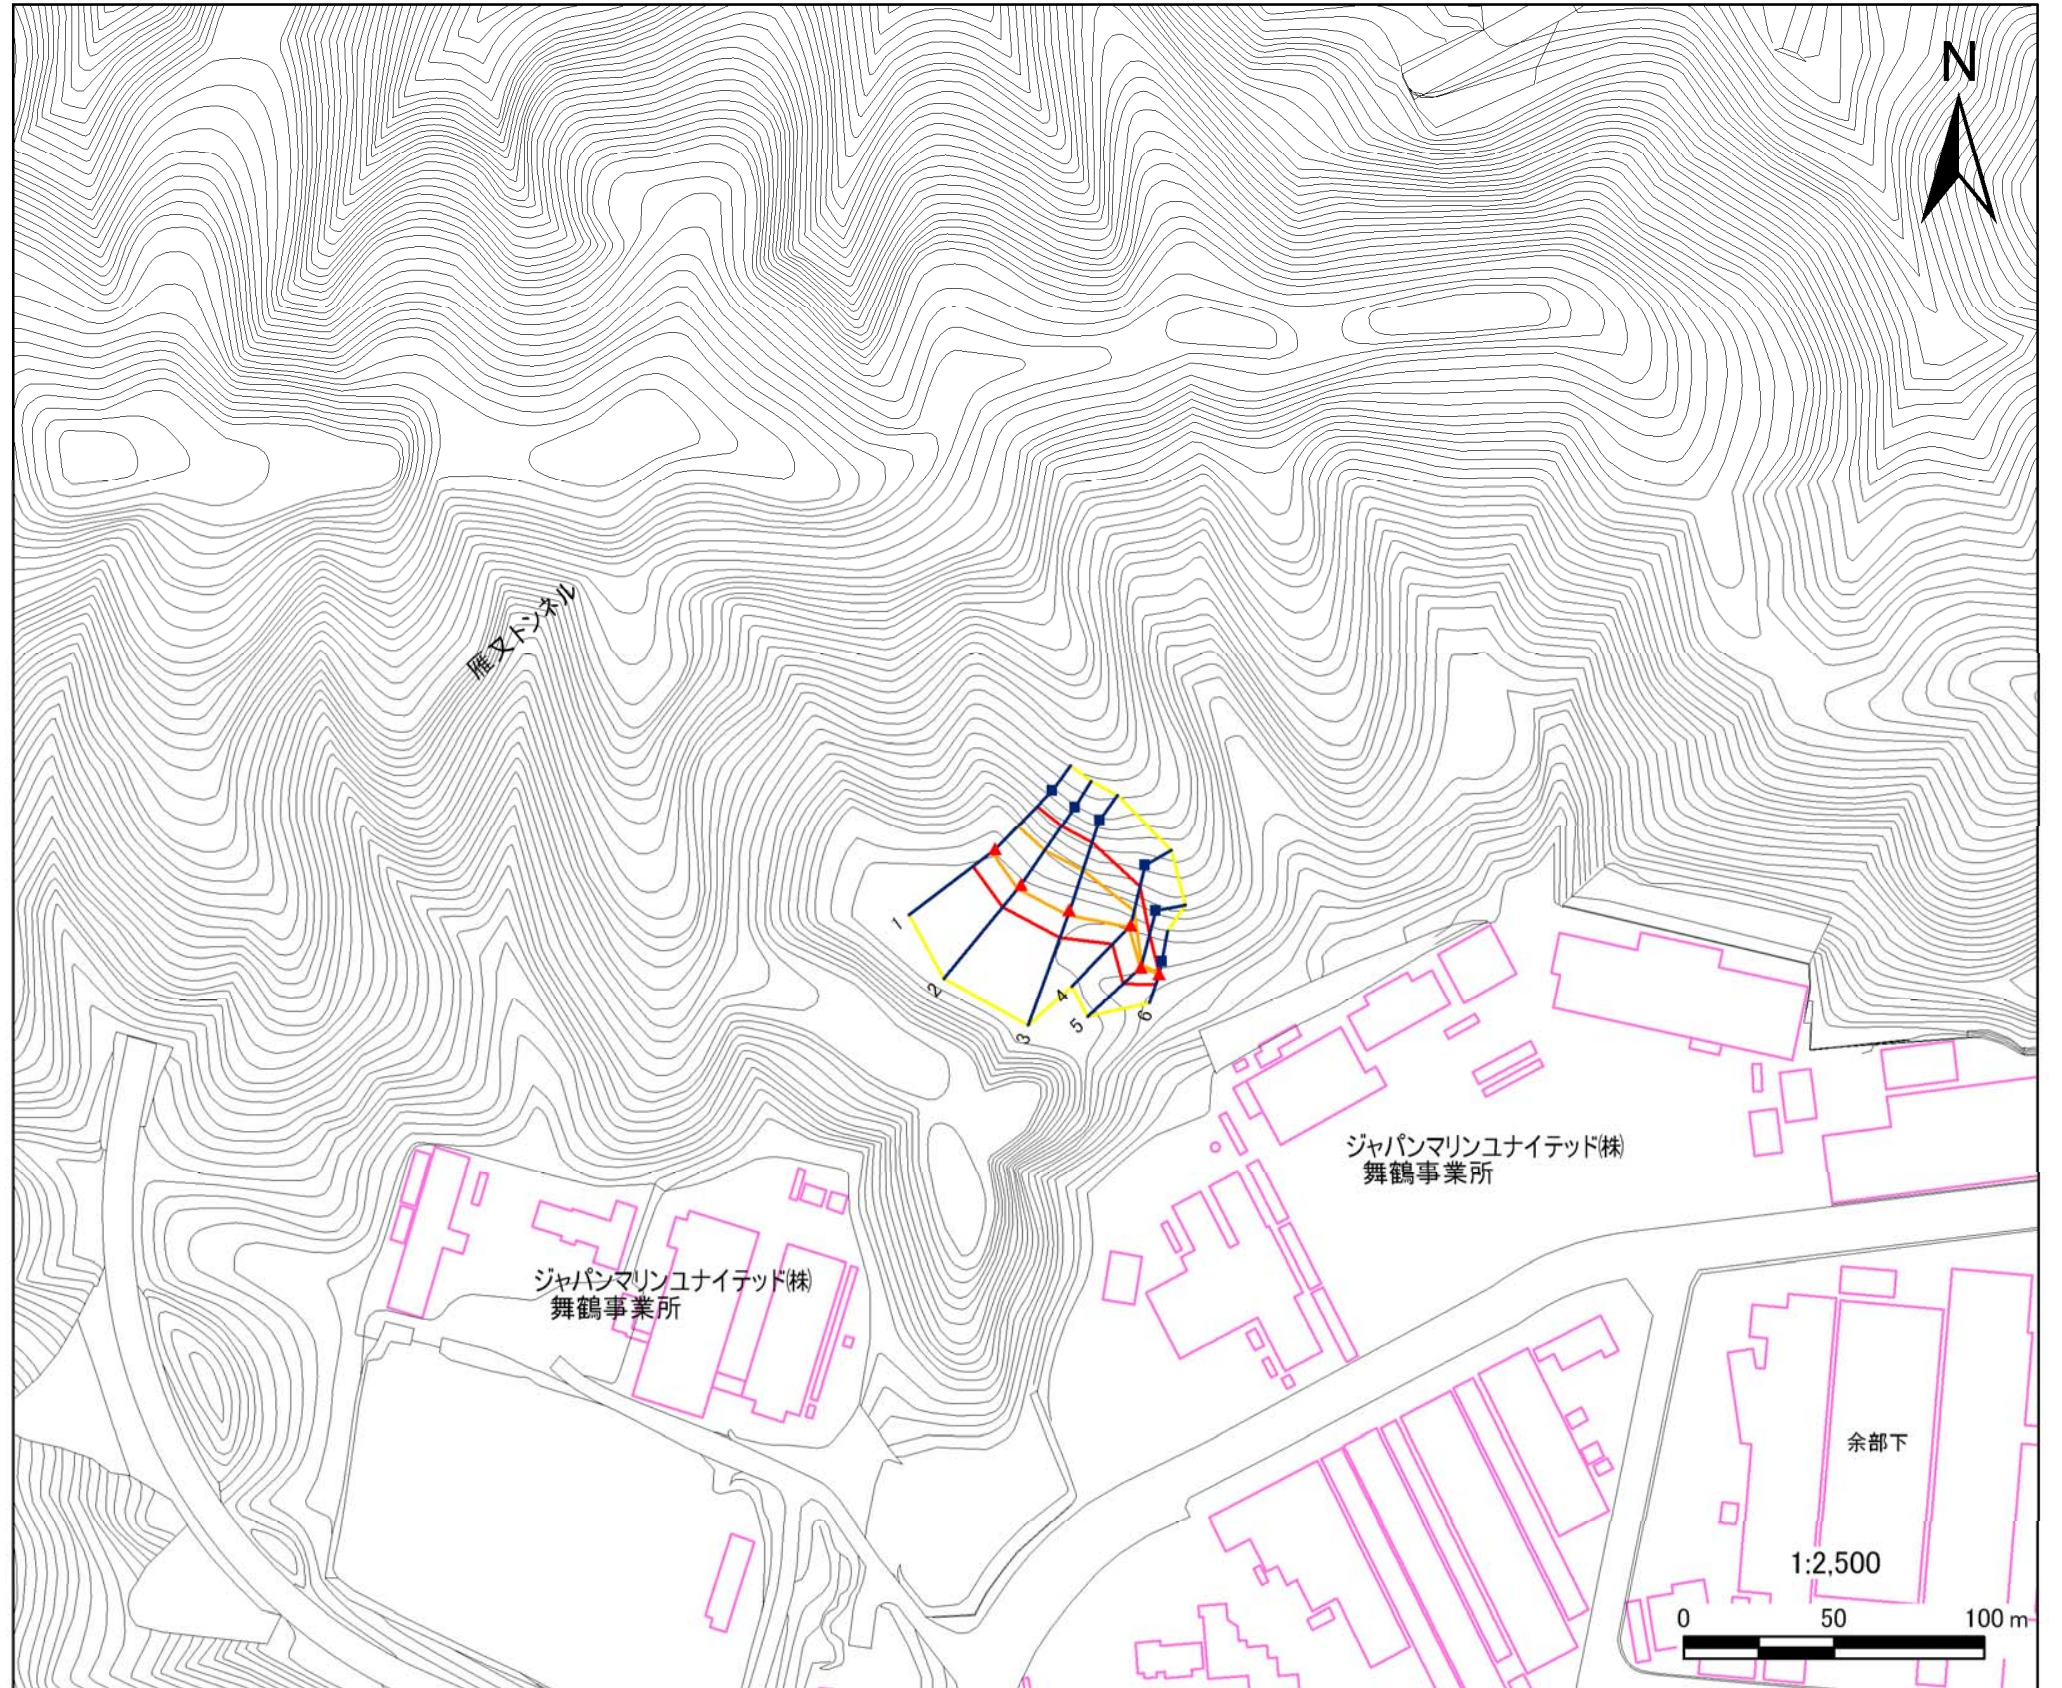 N
雁又トンネル
1
2
3
4
5
6
ジャパンマリンユナイテッド㈱
舞鶴事業所
ジャパンマリンユナイテッド㈱
舞鶴事業所
余部下
1:2,500
0 50 100 m